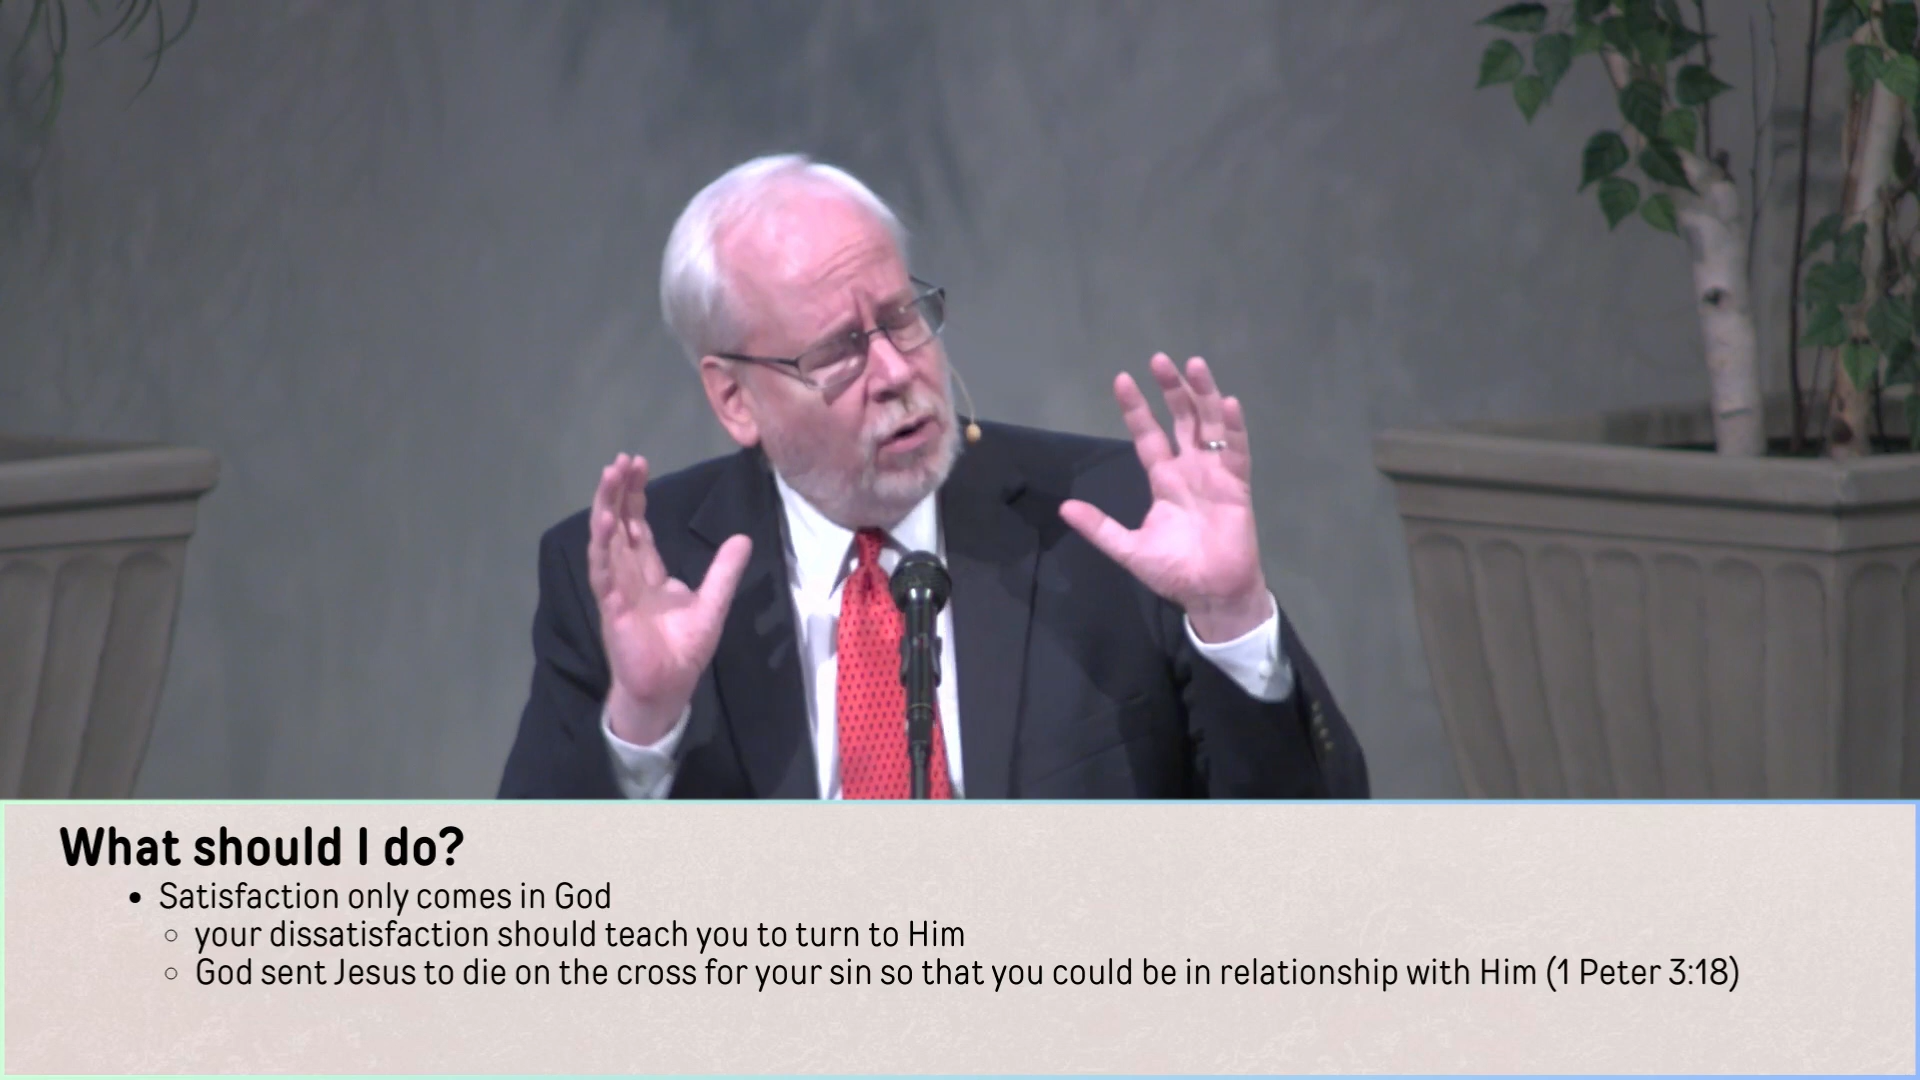 What should I do?
• Satisfaction only comes in God
○ your dissatisfaction should teach you to turn to Him
○ God sent Jesus to die on the cross for your sin so that you could be in relationship with Him (1 Peter 3:18)